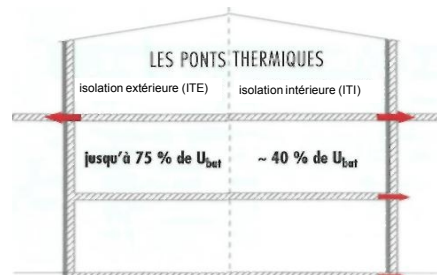 LES PONTS THERMIQUES
isolation extérieure (ITE) isolation intérieure (ITI)
jusqu'à 75 % de Ubat ~ 40 % de Ubat